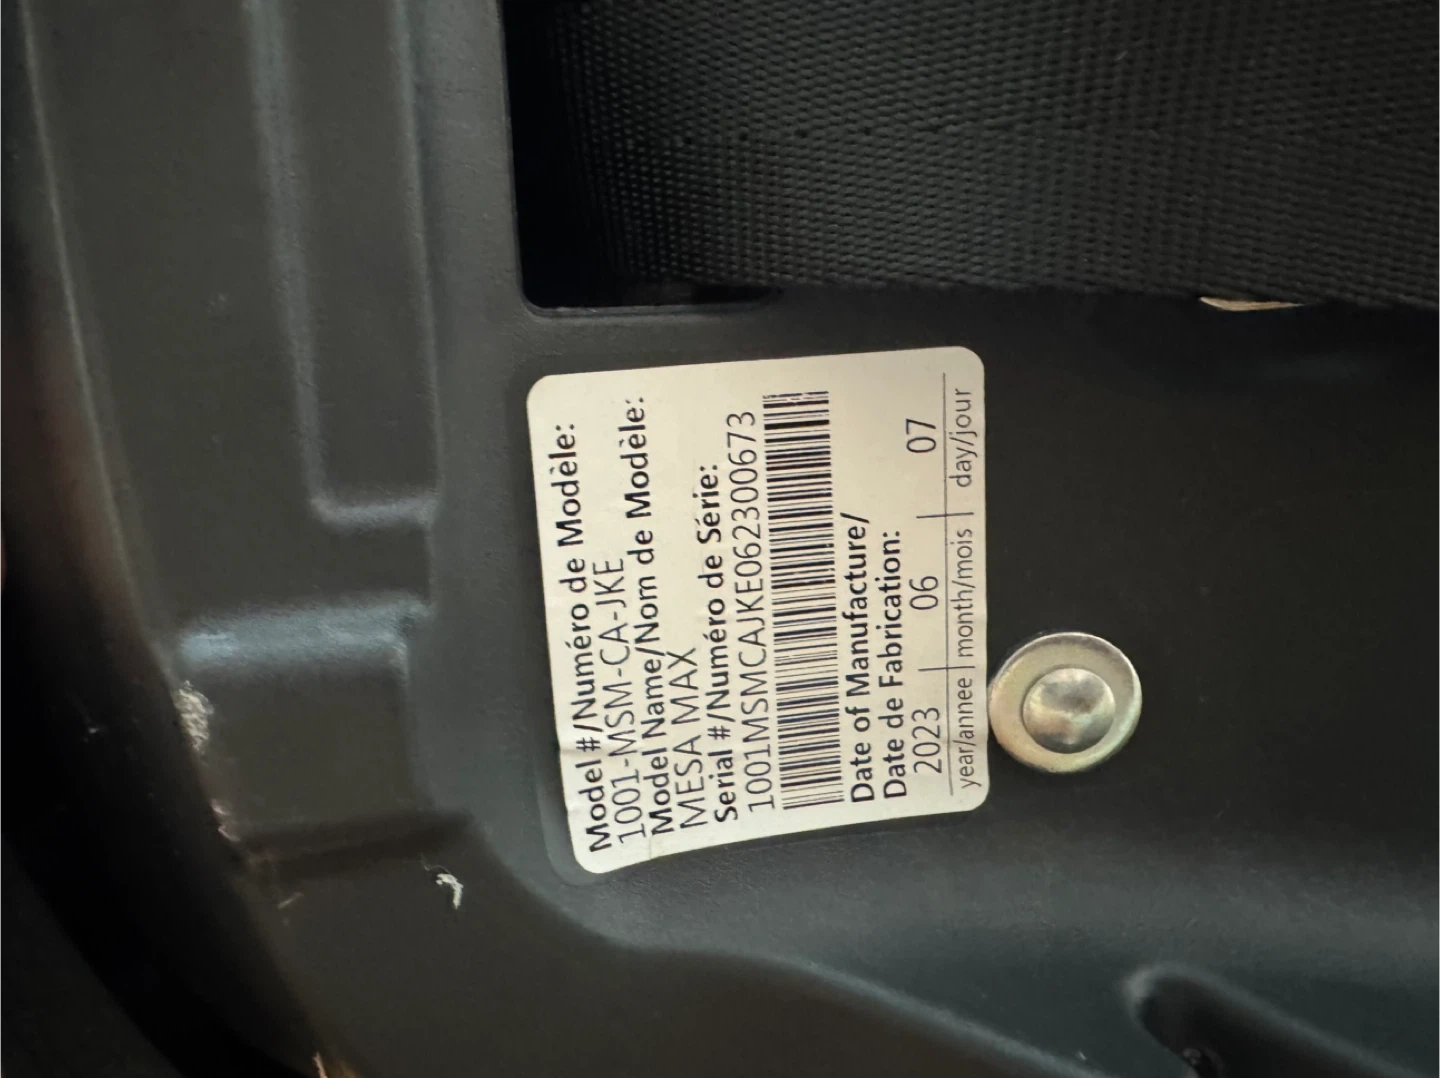 Model #/Numéro de Modèle:
1001-MSM-CA-JKE
Model Name/Nom de Modèle:
MESA MAX
Serial #/Numéro de Série:
1001MSMCAJKE062300673
Date of Manufacture/
Date de Fabrication:
2023 06 07
year/annee | month/mois | day/jour